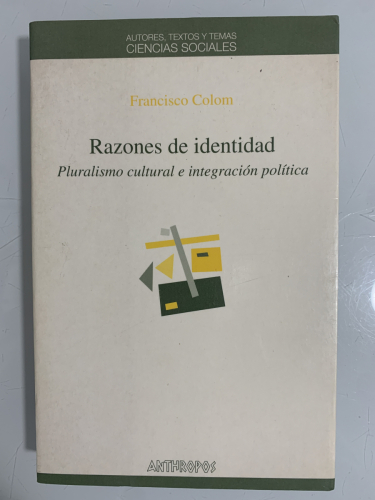 AUTORES, TEXTOS Y TEMAS
CIENCIAS SOCIALES
Francisco Colom
Razones de identidad
Pluralismo cultural e integración política
ANTHROPOS